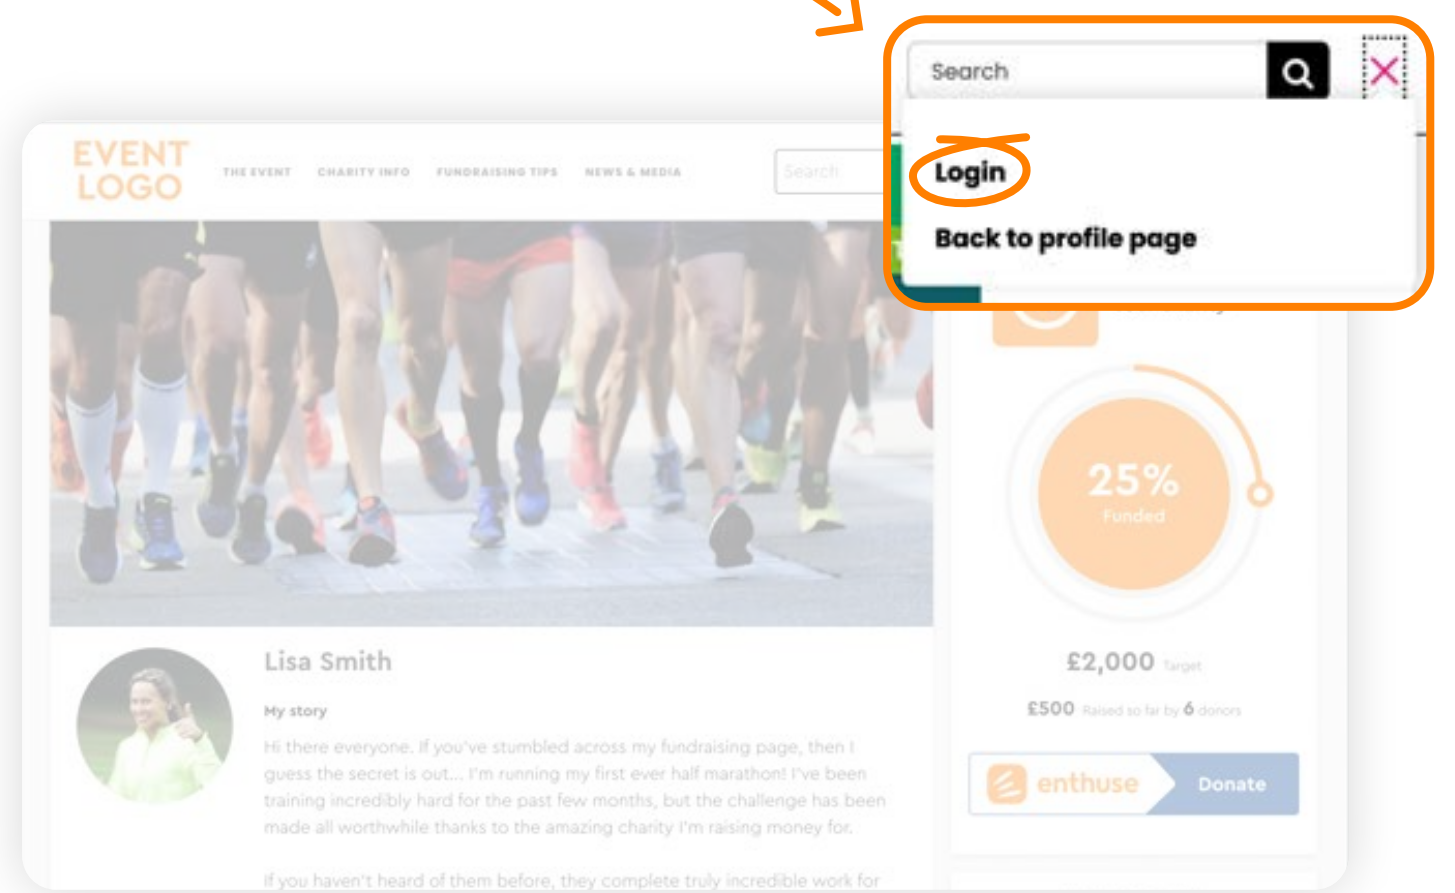 Search
Login
Back to profile page
EVENT
LOGO
THE EVENT CHARITY INFO FUNDRAISING TIPS NEWS & MEDIA
Search
25%
Funded
£2,000 Target
£500 Raised so far by 6 donors
enthuse Donate
Lisa Smith
My story
Hi there everyone. If you've stumbled across my fundraising page, then I
guess the secret is out... I'm running my first ever half marathon! I've been
training incredibly hard for the past few months, but the challenge has been
made all worthwhile thanks to the amazing charity I'm raising money for.
If you haven't heard of them before, they complete truly incredible work for